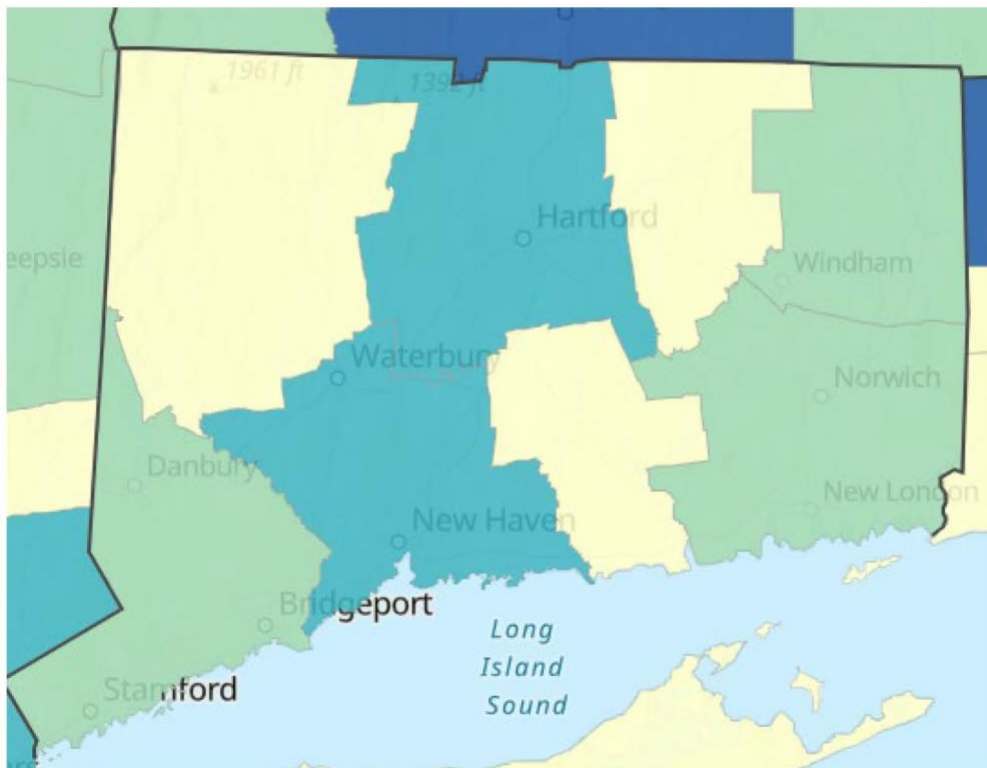 1961 ft
1392 ft
Hartford
eepsie
Windham
Waterbury
Norwich
Danbury
New London
New Haven
Bridgeport
Long
Island
Sound
Stamford
ers